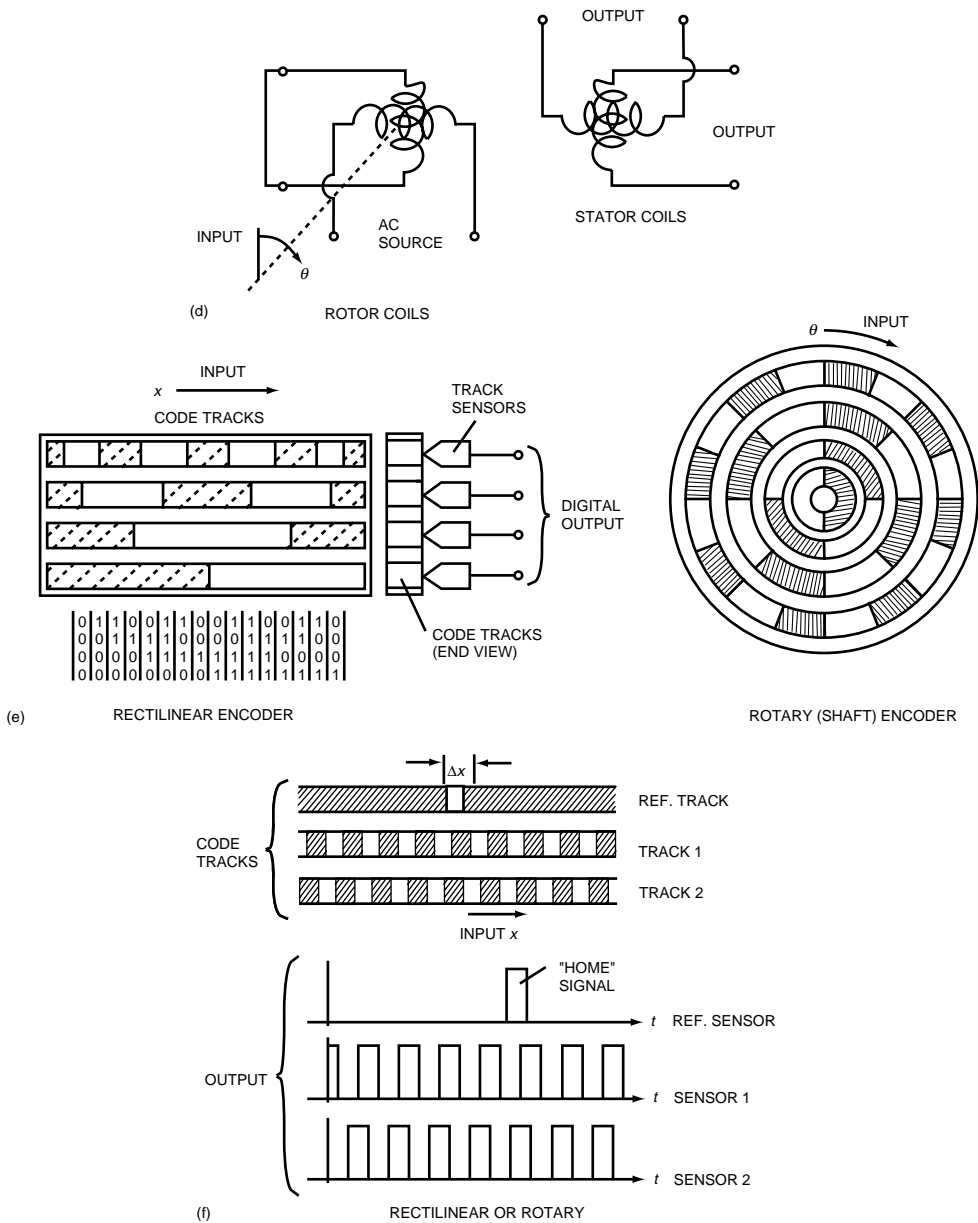 OUTPUT
OUTPUT
STATOR COILS
AC
SOURCE
INPUT
θ
(d)
ROTOR COILS
INPUT
x
CODE TRACKS
TRACK
SENSORS
DIGITAL
OUTPUT
CODE TRACKS
(END VIEW)
0 1 1 0 0 1 1 0 0 1 1 0 0 1 1 0
0 0 1 1 1 1 0 0 0 0 1 1 1 1 0 0
0 0 0 0 1 1 1 1 1 1 1 1 0 0 0 0
0 0 0 0 0 0 0 0 1 1 1 1 1 1 1 1
(e)
RECTILINEAR ENCODER
θ INPUT
ROTARY (SHAFT) ENCODER
Δx
REF. TRACK
CODE
TRACKS
TRACK 1
TRACK 2
INPUT x
"HOME"
SIGNAL
t REF. SENSOR
OUTPUT
t SENSOR 1
t SENSOR 2
(f)
RECTILINEAR OR ROTARY